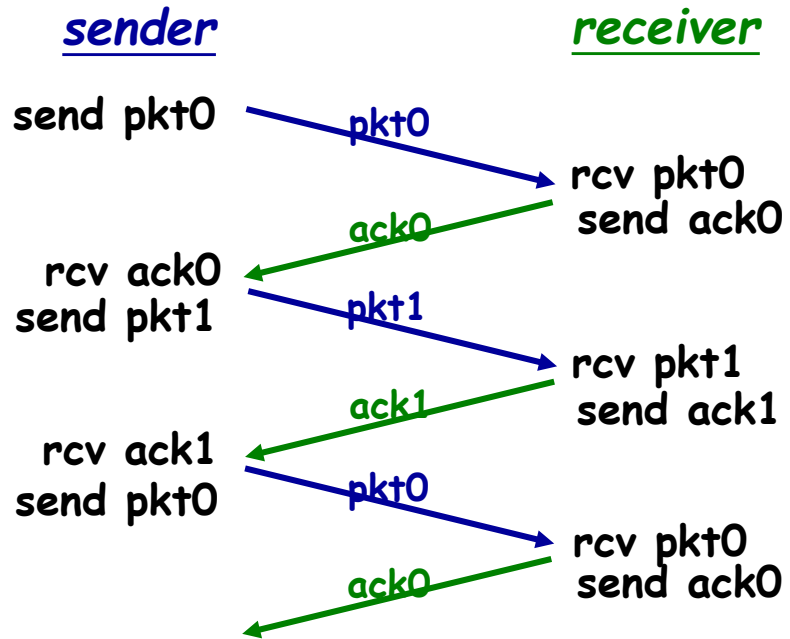 sender
receiver
send pkt0
pkt0
rcv pkt0
send ack0
ack0
rcv ack0
send pkt1
pkt1
rcv pkt1
send ack1
ack1
rcv ack1
send pkt0
pkt0
rcv pkt0
send ack0
ack0